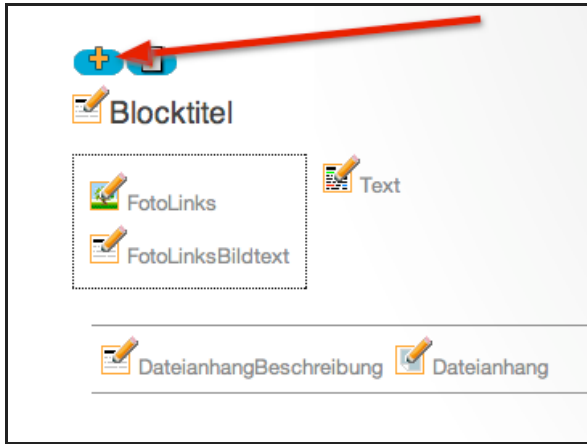 Blocktitel
FotoLinks
Text
FotoLinksBildtext
DateianhangBeschreibung Dateianhang